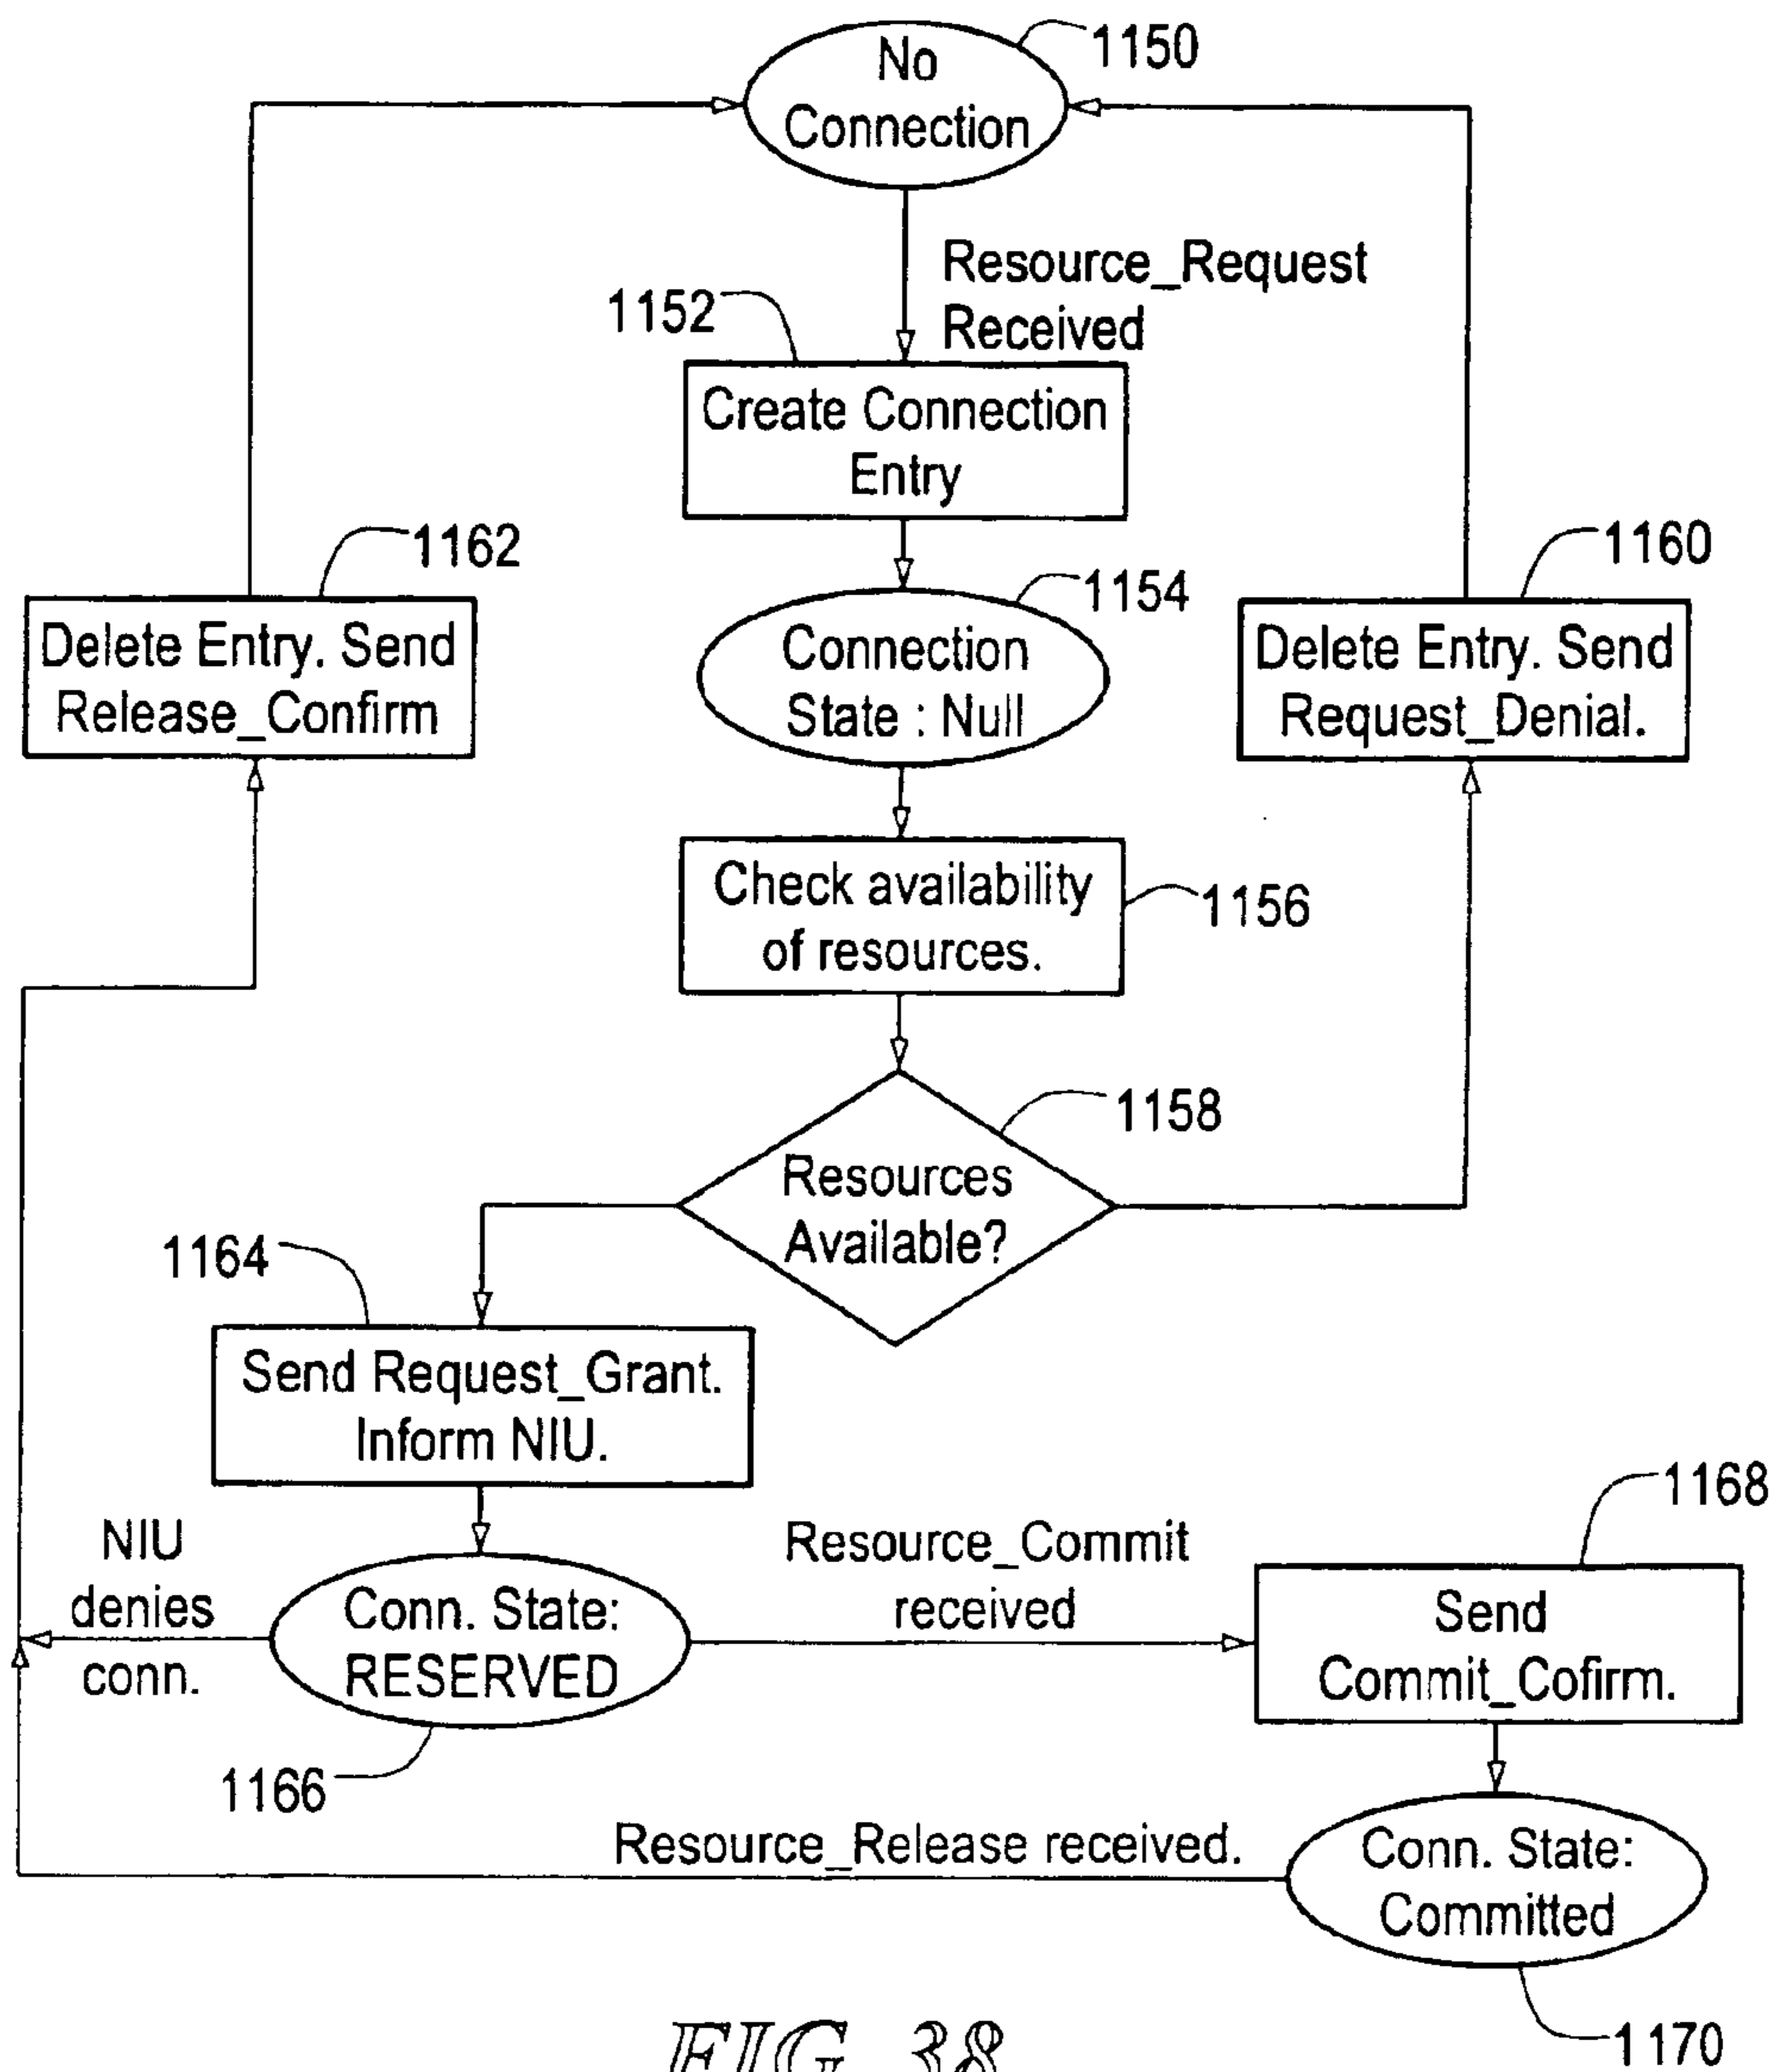 No
Connection
1150
Resource_Request
Received
1152
Create Connection
Entry
1162
1154
1160
Delete Entry. Send
Release_Confirm
Connection
State : Null
Delete Entry. Send
Request_Denial.
Check availability
of resources.
1156
1158
Resources
Available?
1164
Send Request_Grant.
Inform NIU.
1168
NIU
denies
conn.
Conn. State:
RESERVED
Resource_Commit
received
Send
Commit_Cofirm.
1166
Resource_Release received.
Conn. State:
Committed
1170
FIG. 38